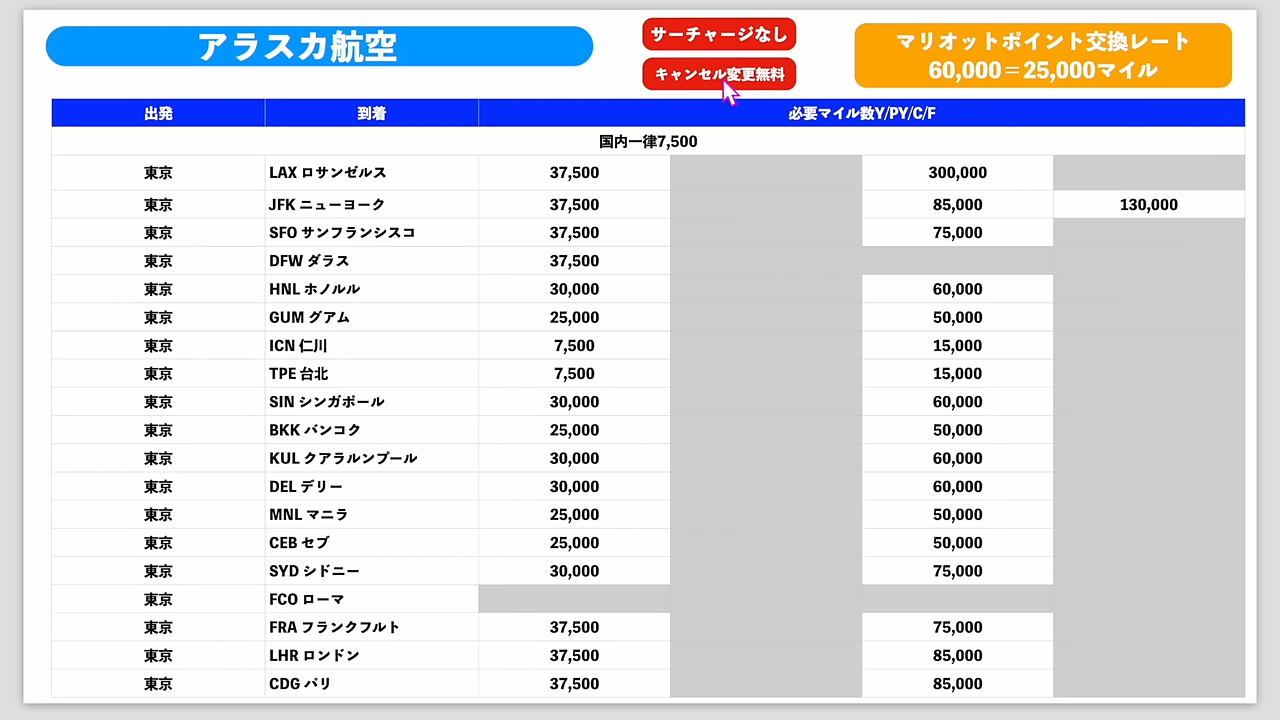 アラスカ航空
サーチャージなし
キャンセル変更無料
マリオットポイント交換レート
60,000＝25,000マイル
出発 到着 必要マイル数Y/PY/C/F
国内一律7,500
東京 LAX ロサンゼルス 37,500 300,000
東京 JFK ニューヨーク 37,500 85,000 130,000
東京 SFO サンフランシスコ 37,500 75,000
東京 DFW ダラス 37,500
東京 HNL ホノルル 30,000 60,000
東京 GUM グアム 25,000 50,000
東京 ICN 仁川 7,500 15,000
東京 TPE 台北 7,500 15,000
東京 SIN シンガポール 30,000 60,000
東京 BKK バンコク 25,000 50,000
東京 KUL クアラルンプール 30,000 60,000
東京 DEL デリー 30,000 60,000
東京 MNL マニラ 25,000 50,000
東京 CEB セブ 25,000 50,000
東京 SYD シドニー 30,000 75,000
東京 FCO ローマ
東京 FRA フランクフルト 37,500 75,000
東京 LHR ロンドン 37,500 85,000
東京 CDG パリ 37,500 85,000